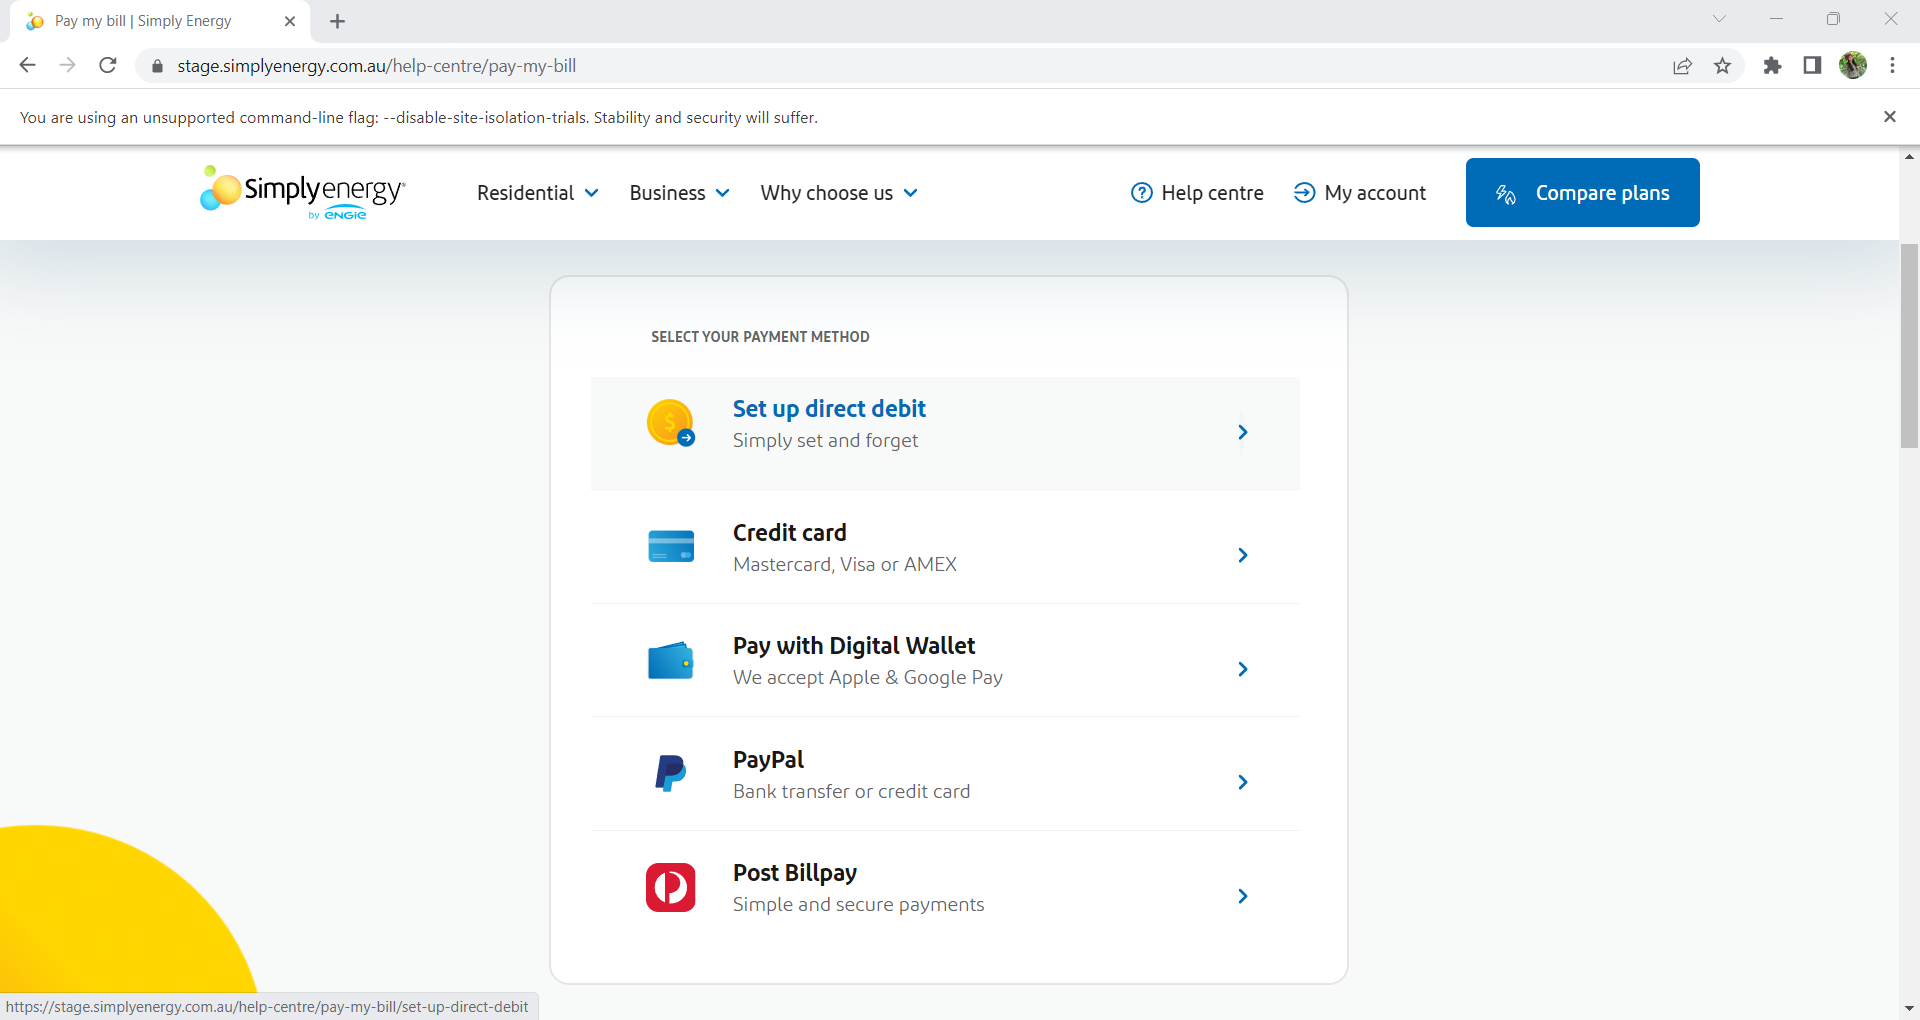 Pay my bill | Simply Energy
stage.simplyenergy.com.au/help-centre/pay-my-bill
You are using an unsupported command-line flag: --disable-site-isolation-trials. Stability and security will suffer.
Simplyenergy
by ENGIE
Residential
Business
Why choose us
Help centre
My account
Compare plans
SELECT YOUR PAYMENT METHOD
Set up direct debit
Simply set and forget
Credit card
Mastercard, Visa or AMEX
Pay with Digital Wallet
We accept Apple & Google Pay
PayPal
Bank transfer or credit card
Post Billpay
Simple and secure payments
https://stage.simplyenergy.com.au/help-centre/pay-my-bill/set-up-direct-debit